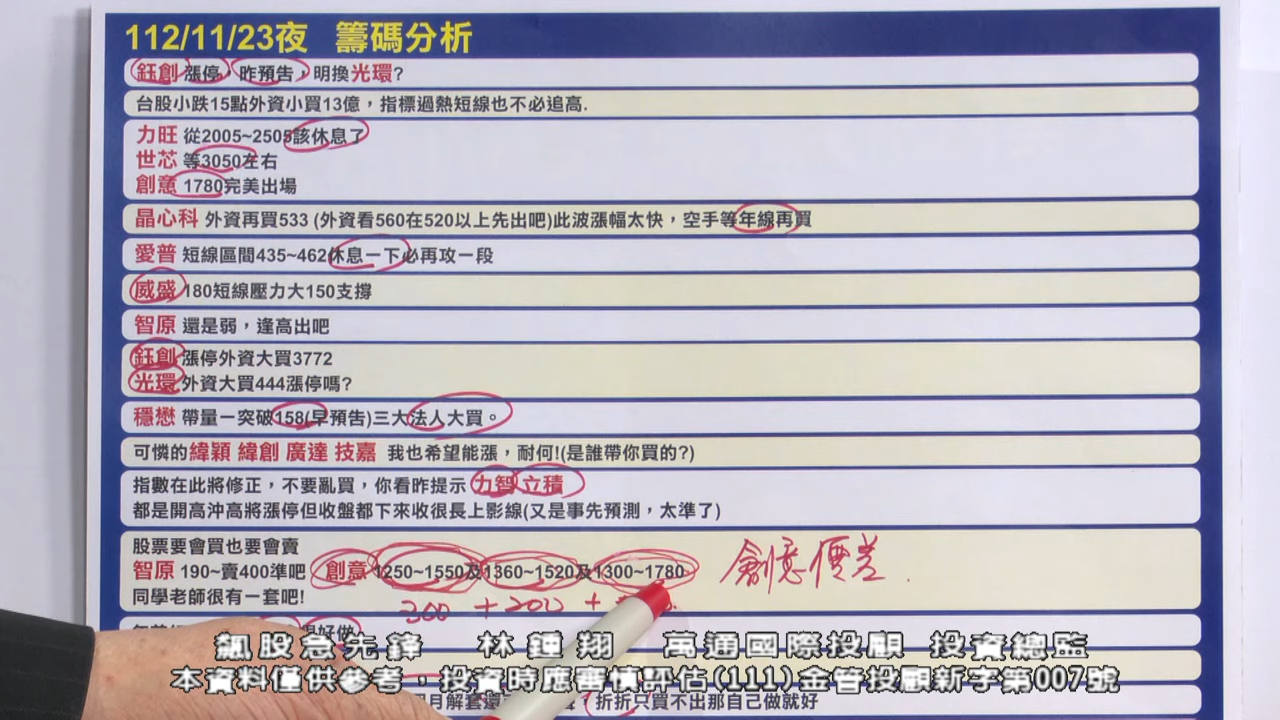 112/11/23夜 籌碼分析
鈺創 漲停，昨預告，明換光環?
台股小跌15點外資小買13億，指標過熱短線也不必追高.
力旺 從2005~2505該休息了
世芯 等3050左右
創意 1780完美出場
晶心科 外資再買533 (外資看560在520以上先出吧)此波漲幅太快，空手等年線再買
愛普 短線區間435~462休息一下必再攻一段
威盛 180短線壓力大150支撐
智原 還是弱，逢高出吧
鈺創 漲停外資大買3772
光環 外資大買444漲停嗎?
穩懋 帶量一突破158(早預告)三大法人大買。
可憐的緯穎 緯創 廣達 技嘉 我也希望能漲，耐何!(是誰帶你買的?)
指數在此將修正，不要亂買，你看昨提示 力智 立積
都是開高沖高將漲停但收盤都下來收很長上影線(又是事先預測，太準了)
股票要會買也要會賣
智原 190~賣400準吧 創意 1250~1550及1360~1520及1300~1780
創意價差.
同學老師很有一套吧!
300 + 200 +
好做
飆股急先鋒 林鍾翔 萬通國際投顧 投資總監
本資料僅供參考，投資時應審慎評估(111)金管投顧新字第007號
月解套還
折折只買不出那自己做就好